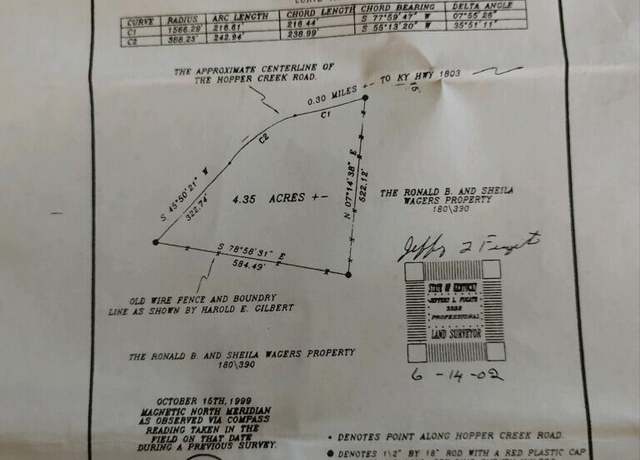 CURVE RADIUS ARC LENGTH CHORD LENGTH CHORD BEARING DELTA ANGLE
C1 1566.29' 216.61' 216.44' S 77°59'47" W 07°55'26"
C2 388.25' 242.94' 238.99' S 55°13'20" W 35°51'11"
THE APPROXIMATE CENTERLINE OF
THE HOPPER CREEK ROAD.
0.30 MILES +- TO KY HWY 1803
C1
C2
S 45°50'21" W
322.74'
4.35 ACRES +-
N 07°14'38" E
522.12'
THE RONALD B. AND SHEILA
WAGERS PROPERTY
180\390
S 78°58'31" E
584.49'
OLD WIRE FENCE AND BOUNDRY
LINE AS SHOWN BY HAROLD E. GILBERT
STATE OF KENTUCKY
JEFFERY L. FUGATE
PROFESSIONAL
LAND SURVEYOR
6-14-02
THE RONALD B. AND SHEILA WAGERS PROPERTY
180\390
OCTOBER 15TH, 1999
MAGNETIC NORTH MERIDIAN
AS OBSERVED VIA COMPASS
READING TAKEN IN THE
FIELD ON THAT DATE
DURING A PREVIOUS SURVEY.
• DENOTES POINT ALONG HOPPER CREEK ROAD.
● DENOTES 1\2" BY 18" ROD WITH A RED PLASTIC CAP